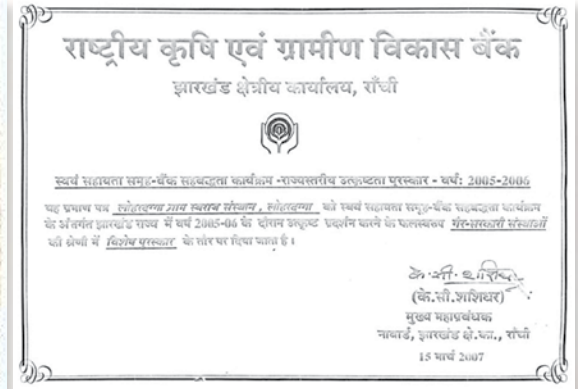 राष्ट्रीय कृषि एवं ग्रामीण विकास बैंक
झारखंड क्षेत्रीय कार्यालय, राँची
स्वयं सहायता समूह-बैंक सहबद्धता कार्यक्रम -राज्यस्तरीय उत्कृष्टता पुरस्कार - वर्ष: 2005-2006
यह प्रमाण पत्र लोहरदगा ग्राम स्वराज संस्थान , लोहरदगा को स्वयं सहायता समूह-बैंक सहबद्धता कार्यक्रम
के अंतर्गत झारखंड राज्य में वर्ष 2005-06 के दौरान उत्कृष्ट प्रदर्शन करने के फलस्वरुप गैर-सरकारी संस्थाओं
की श्रेणी में विशेष पुरस्कार के तौर पर दिया जाता है।
के. सी. शशिधर
(के.सी.शशिधर)
मुख्य महाप्रबंधक
नाबार्ड, झारखंड क्षे.का., राँची
15 मार्च 2007